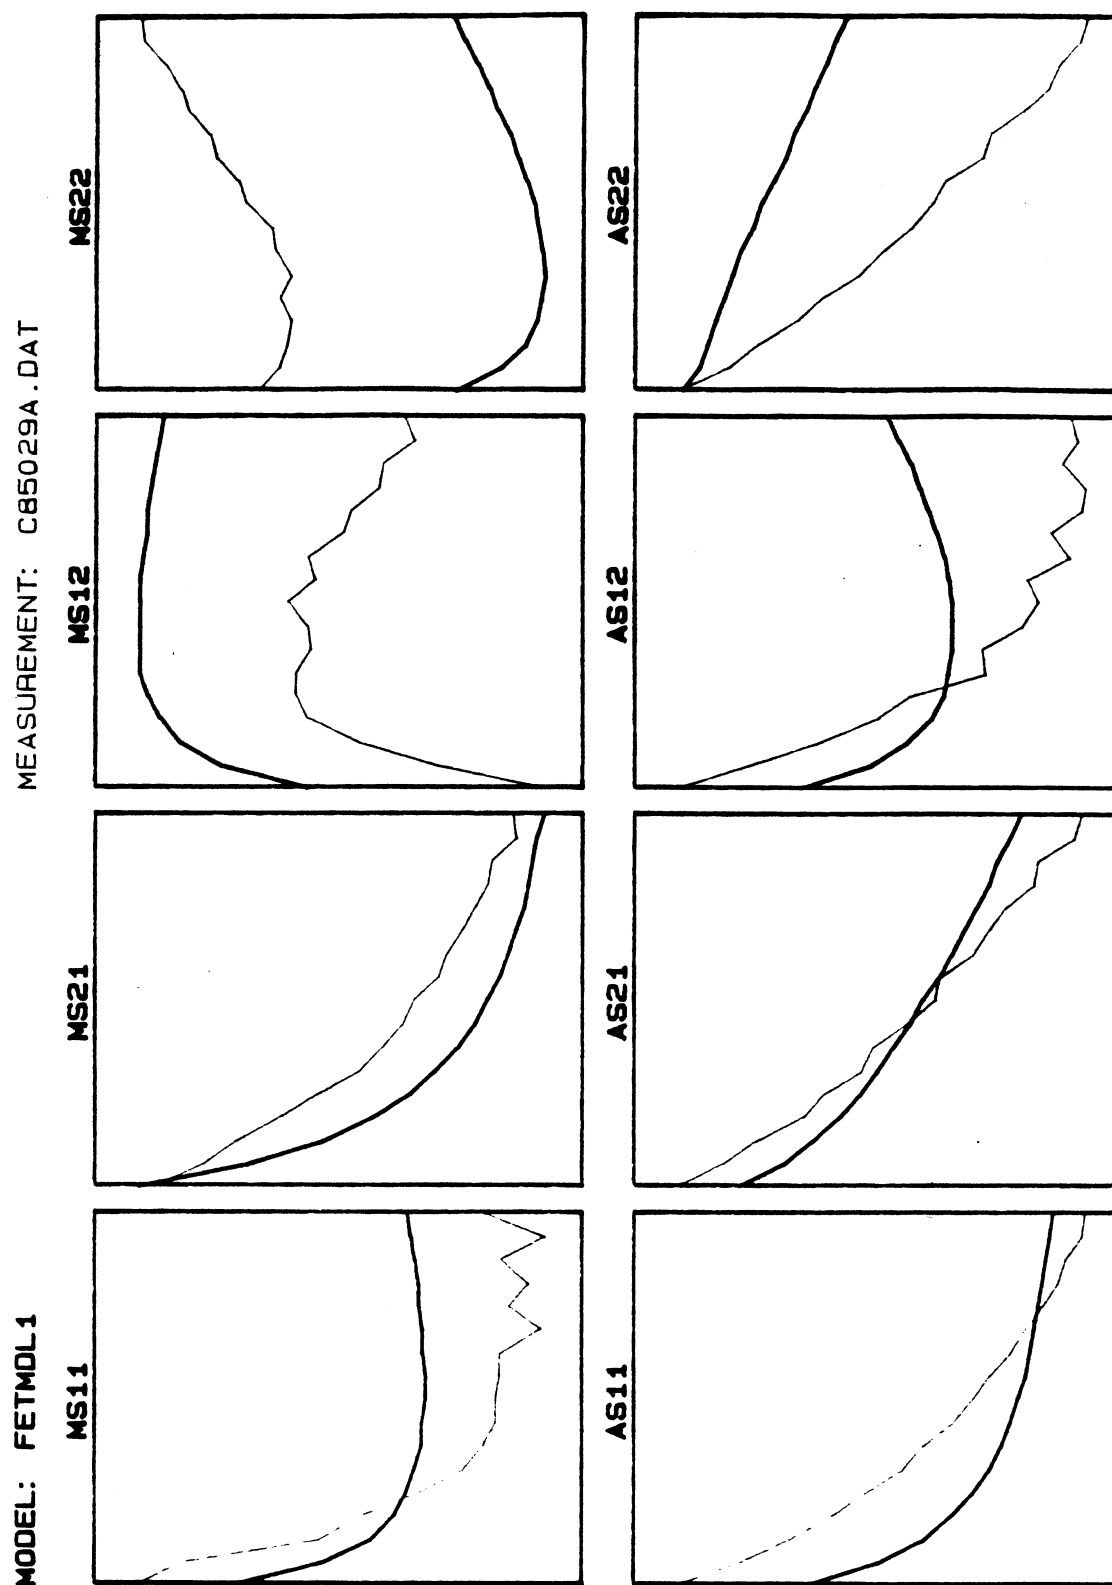 MODEL: FETMDL1
MEASUREMENT: C85029A.DAT
MS11
MS21
MS12
MS22
AS11
AS21
AS12
AS22